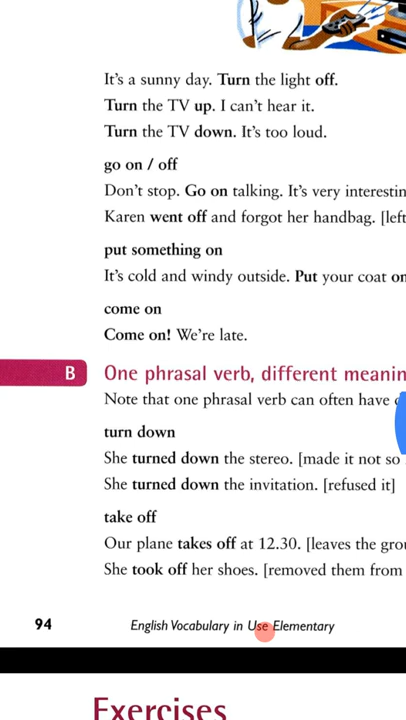 It's a sunny day. Turn the light off.
Turn the TV up. I can't hear it.
Turn the TV down. It's too loud.
go on / off
Don't stop. Go on talking. It's very interestin
Karen went off and forgot her handbag. [left
put something on
It's cold and windy outside. Put your coat on
come on
Come on! We're late.
B One phrasal verb, different meanin
Note that one phrasal verb can often have
turn down
She turned down the stereo. [made it not so
She turned down the invitation. [refused it]
take off
Our plane takes off at 12.30. [leaves the grou
She took off her shoes. [removed them from
94 English Vocabulary in Use Elementary
Exercises